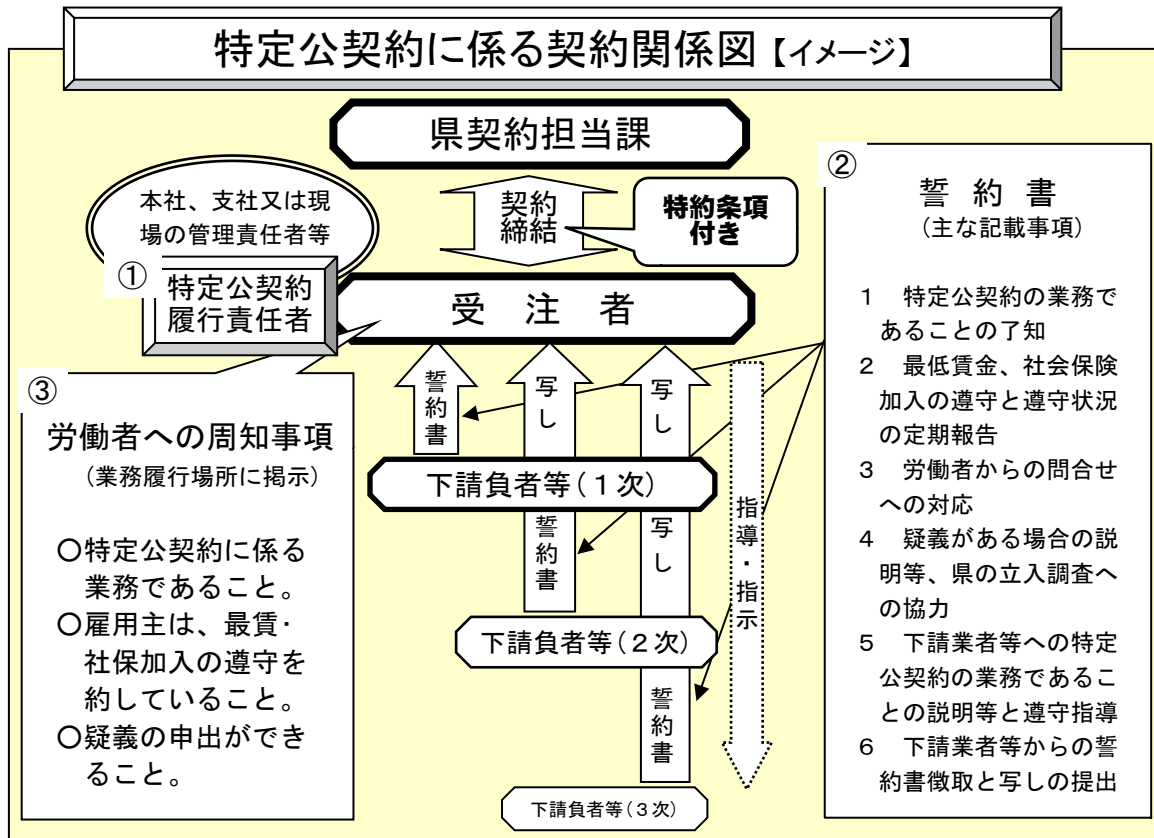 特定公契約に係る契約関係図【イメージ】
県契約担当課
契約
締結
特約条項
付き
本社、支社又は現
場の管理責任者等
①
特定公契約
履行責任者
受 注 者
②
誓 約 書
(主な記載事項)
1 特定公契約の業務で
あることの了知
2 最低賃金、社会保険
加入の遵守と遵守状況
の定期報告
3 労働者からの問合せ
への対応
4 疑義がある場合の説
明等、県の立入調査へ
の協力
5 下請業者等への特定
公契約の業務であるこ
との説明等と遵守指導
6 下請業者等からの誓
約書徴取と写しの提出
③
労働者への周知事項
(業務履行場所に掲示)
〇特定公契約に係る
業務であること。
〇雇用主は、最賃・
社保加入の遵守を
約していること。
〇疑義の申出ができ
ること。
誓約書
写し
写し
下請負者等(1次)
誓約書
写し
指導・指示
下請負者等(2次)
誓約書
下請負者等(3次)